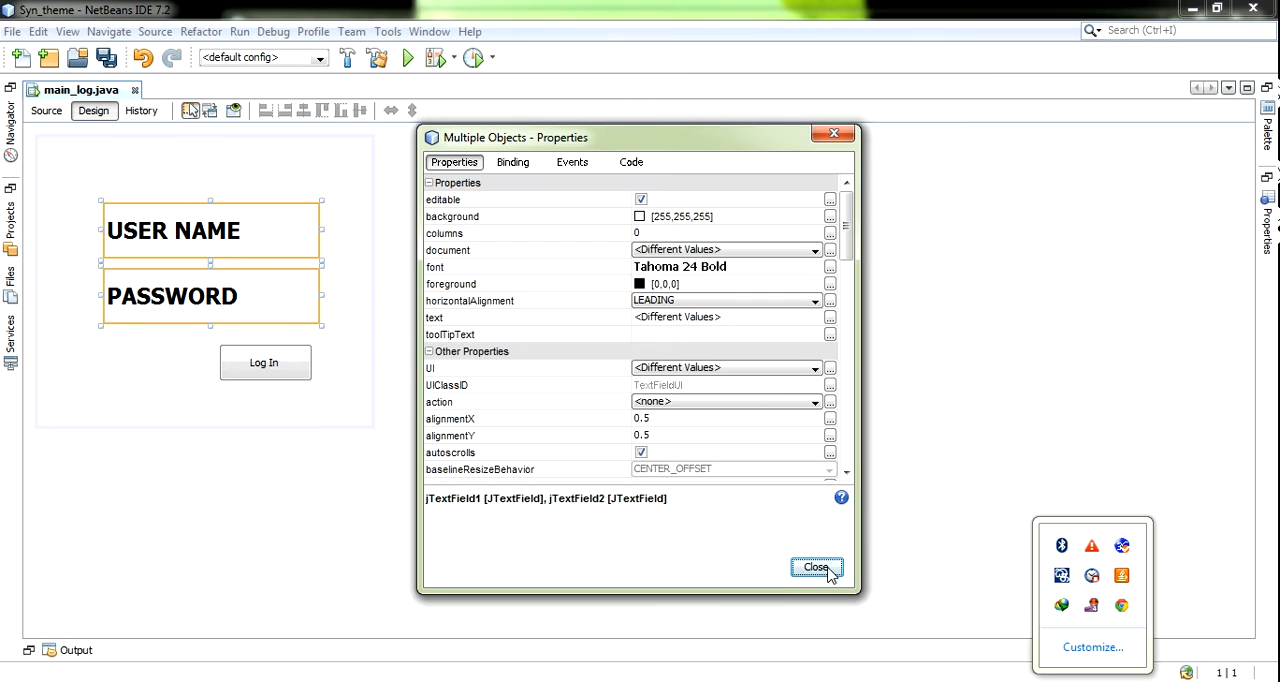 Syn_theme - NetBeans IDE 7.2
File Edit View Navigate Source Refactor Run Debug Profile Team Tools Window Help
Search (Ctrl+I)
<default config>
main_log.java
Source Design History
Navigator
Projects
Files
Services
Palette
Properties
USER NAME
PASSWORD
Log In
Multiple Objects - Properties
Properties Binding Events Code
Properties
editable
background [255,255,255]
columns 0
document <Different Values>
font Tahoma 24 Bold
foreground [0,0,0]
horizontalAlignment LEADING
text <Different Values>
toolTipText
Other Properties
UI <Different Values>
UIClassID TextFieldUI
action <none>
alignmentX 0.5
alignmentY 0.5
autoscrolls
baselineResizeBehavior CENTER_OFFSET
jTextField1 [JTextField], jTextField2 [JTextField]
Close
Customize...
Output
1 | 1